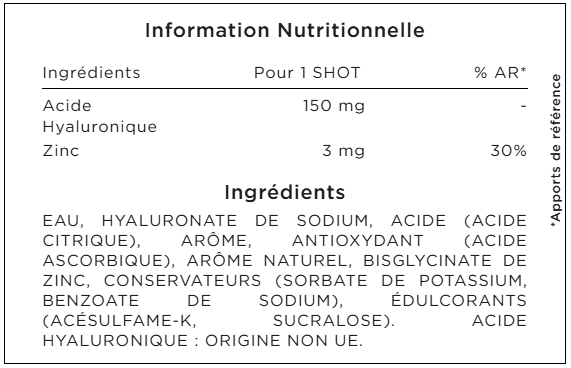 Information Nutritionnelle
Ingrédients Pour 1 SHOT % AR*
Acide 150 mg -
Hyaluronique
Zinc 3 mg 30%
*Apports de référence
Ingrédients
EAU, HYALURONATE DE SODIUM, ACIDE (ACIDE
CITRIQUE), ARÔME, ANTIOXYDANT (ACIDE
ASCORBIQUE), ARÔME NATUREL, BISGLYCINATE DE
ZINC, CONSERVATEURS (SORBATE DE POTASSIUM,
BENZOATE DE SODIUM), ÉDULCORANTS
(ACÉSULFAME-K, SUCRALOSE). ACIDE
HYALURONIQUE : ORIGINE NON UE.